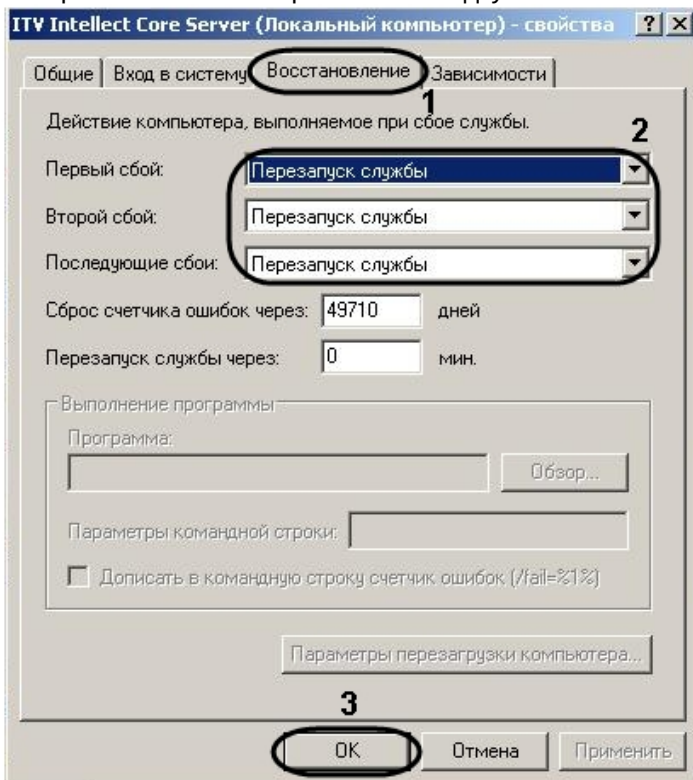 ITV Intellect Core Server (Локальный компьютер) - свойства
Общие Вход в систему Восстановление Зависимости
1
Действие компьютера, выполняемое при сбое службы.
2
Первый сбой: Перезапуск службы
Второй сбой: Перезапуск службы
Последующие сбои: Перезапуск службы
Сброс счетчика ошибок через: 49710 дней
Перезапуск службы через: 0 мин.
Выполнение программы
Программа:
Обзор...
Параметры командной строки:
Дописать в командную строку счетчик ошибок (/fail=%1%)
Параметры перезагрузки компьютера...
3
OK Отмена Применить